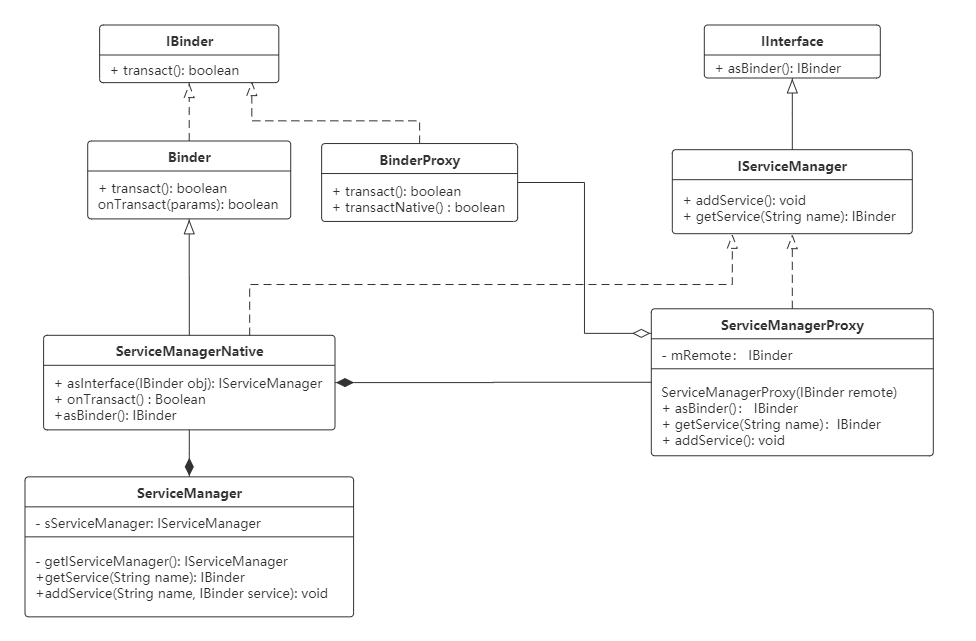 IBinder
+ transact(): boolean
IInterface
+ asBinder(): IBinder
Binder
+ transact(): boolean
onTransact(params): boolean
BinderProxy
+ transact(): boolean
+ transactNative() : boolean
IServiceManager
+ addService(): void
+ getService(String name): IBinder
ServiceManagerNative
+ asInterface(IBinder obj): IServiceManager
+ onTransact() : Boolean
+asBinder(): IBinder
ServiceManagerProxy
- mRemote： IBinder
ServiceManagerProxy(IBinder remote)
+ asBinder()： IBinder
+ getService(String name)：IBinder
+ addService(): void
ServiceManager
- sServiceManager: IServiceManager
- getIServiceManager(): IServiceManager
+getService(String name): IBinder
+addService(String name, IBinder service): void